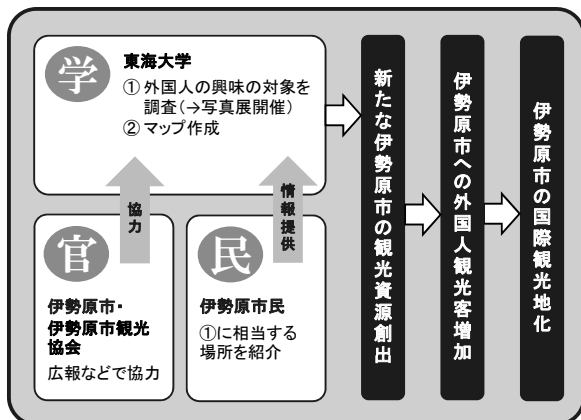 学
東海大学
① 外国人の興味の対象を
調査（→写真展開催）
② マップ作成
協力
情報提供
官
伊勢原市・
伊勢原市観光
協会
広報などで協力
民
伊勢原市民
①に相当する
場所を紹介
新たな伊勢原市の観光資源創出
伊勢原市への外国人観光客増加
伊勢原市の国際観光地化